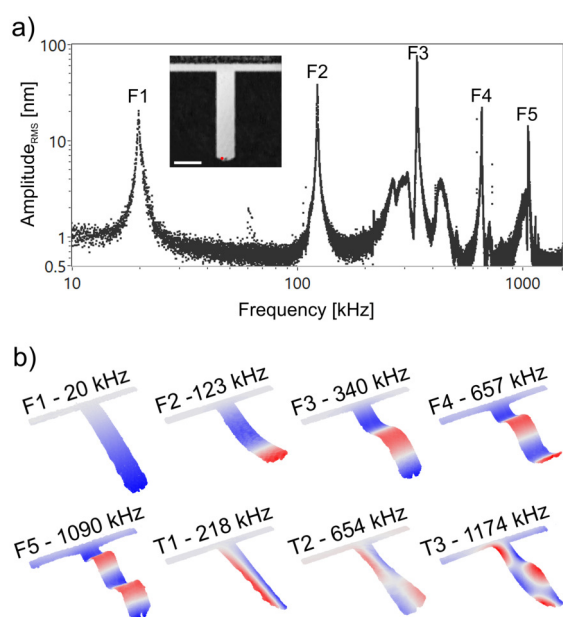 a)
100
10
1
0.5
Amplitude_RMS [nm]
F1
F2
F3
F4
F5
10
100
1000
Frequency [kHz]
b)
F1 - 20 kHz
F2 -123 kHz
F3 - 340 kHz
F4 - 657 kHz
F5 - 1090 kHz
T1 - 218 kHz
T2 - 654 kHz
T3 - 1174 kHz